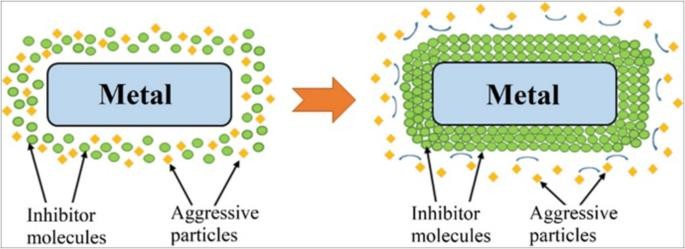 Metal
Inhibitor
molecules
Aggressive
particles
Metal
Inhibitor
molecules
Aggressive
particles